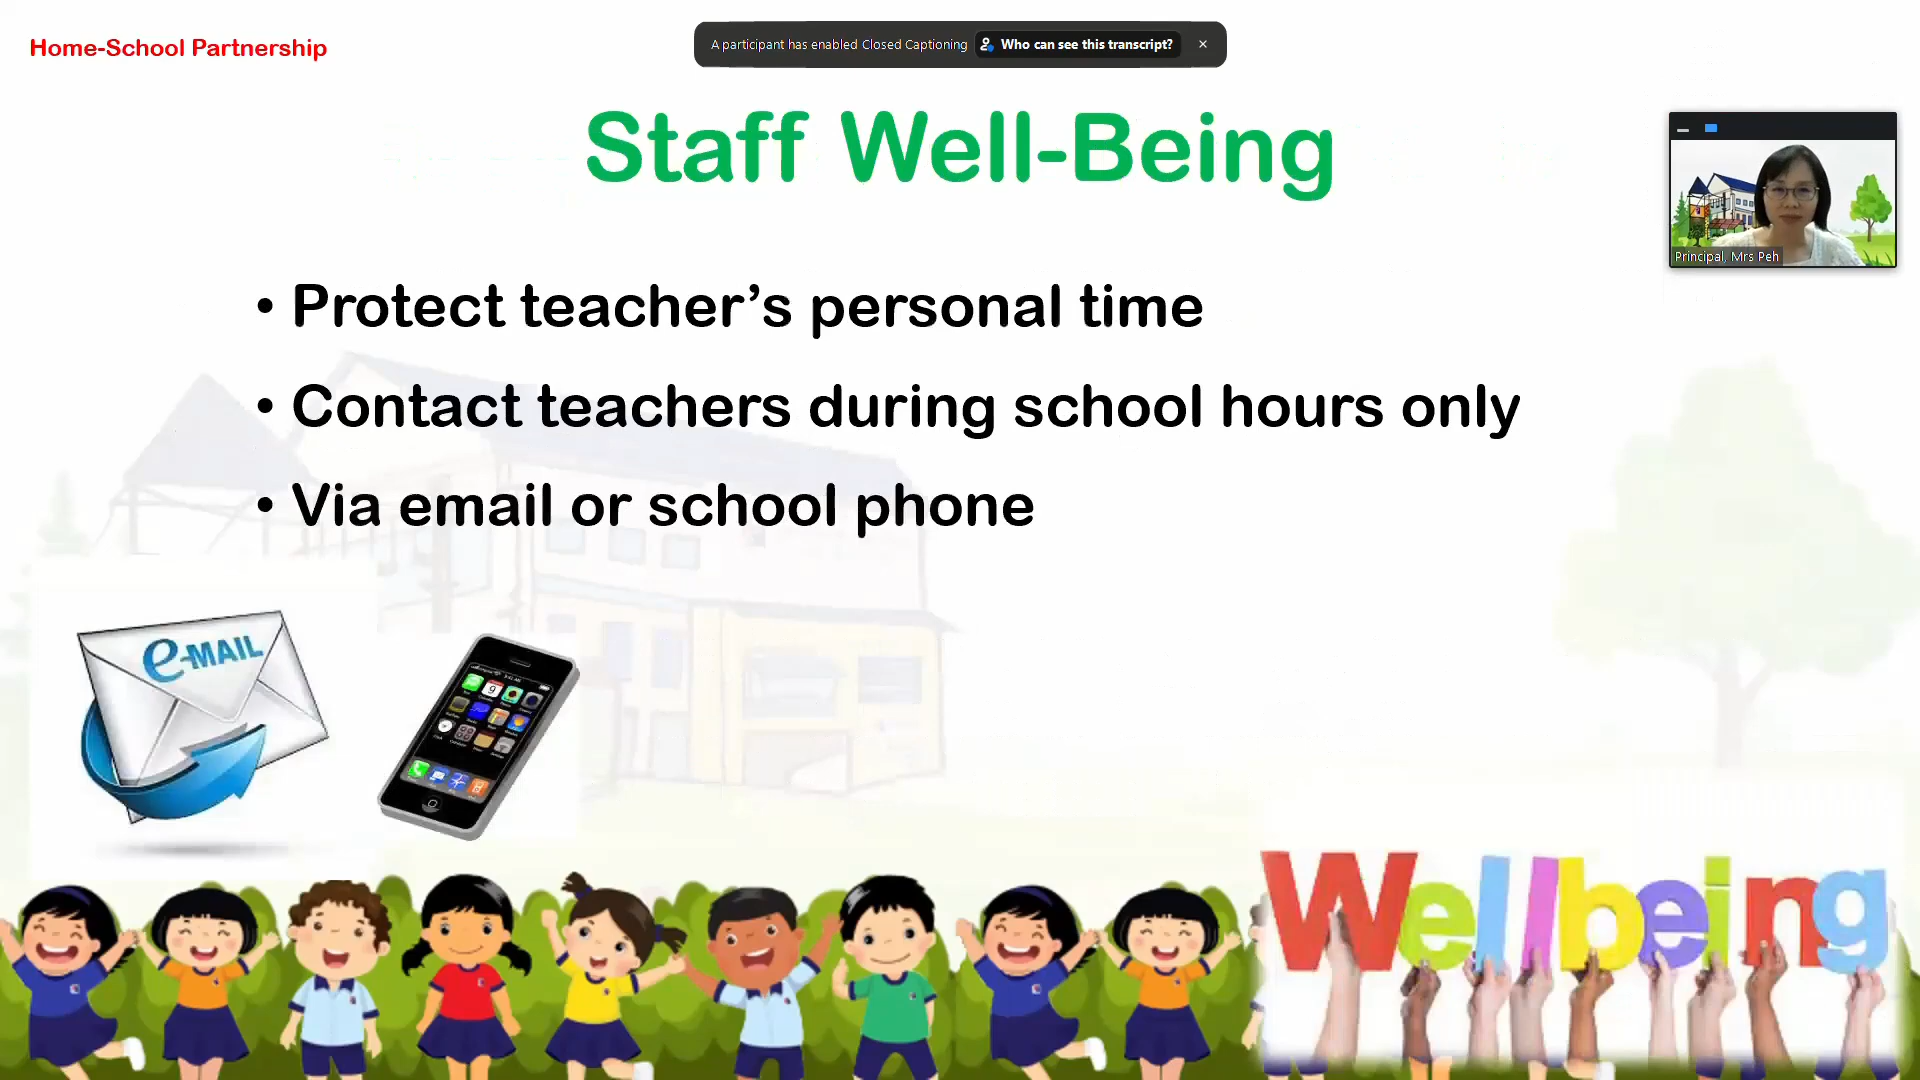 Home-School Partnership
A participant has enabled Closed Captioning Who can see this transcript?
Staff Well-Being
Principal, Mrs Peh
• Protect teacher’s personal time
• Contact teachers during school hours only
• Via email or school phone
e-MAIL
9
Wellbeing